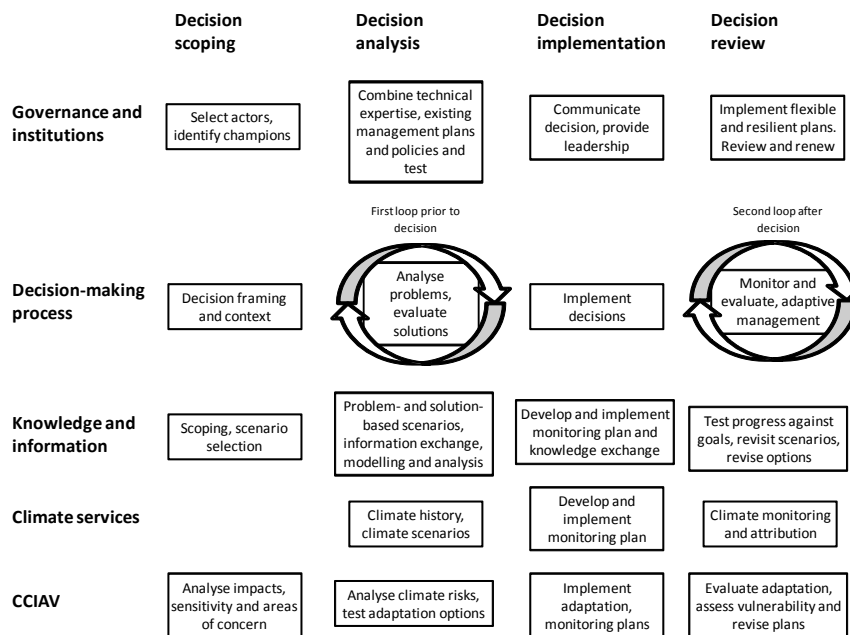 Decision
scoping
Decision
analysis
Decision
implementation
Decision
review
Governance and
institutions
Select actors,
identify champions
Combine technical
expertise, existing
management plans
and policies and
test
Communicate
decision, provide
leadership
Implement flexible
and resilient plans.
Review and renew
First loop prior to
decision
Second loop after
decision
Decision-making
process
Decision framing
and context
Analyse
problems,
evaluate
solutions
Implement
decisions
Monitor and
evaluate, adaptive
management
Knowledge and
information
Scoping, scenario
selection
Problem- and solution-
based scenarios,
information exchange,
modelling and analysis
Develop and implement
monitoring plan and
knowledge exchange
Test progress against
goals, revisit scenarios,
revise options
Climate services
Climate history,
climate scenarios
Develop and
implement
monitoring plan
Climate monitoring
and attribution
CCIAV
Analyse impacts,
sensitivity and areas
of concern
Analyse climate risks,
test adaptation options
Implement
adaptation,
monitoring plans
Evaluate adaptation,
assess vulnerability and
revise plans